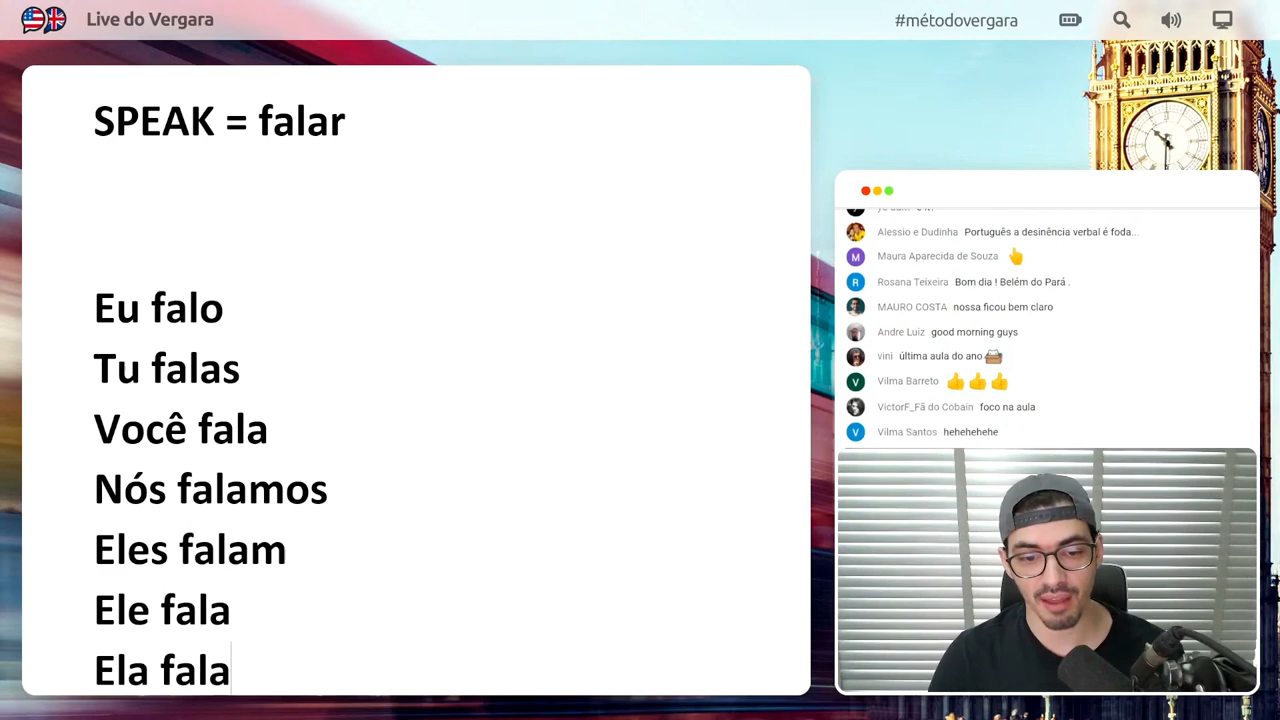 Live do Vergara
#métodovergara
SPEAK = falar
Eu falo
Tu falas
Você fala
Nós falamos
Eles falam
Ele fala
Ela fala
Alessio e Dudinha Português a desinência verbal é foda...
M Maura Aparecida de Souza 👆
R Rosana Teixeira Bom dia ! Belém do Pará .
MAURO COSTA nossa ficou bem claro
Andre Luiz good morning guys
vini última aula do ano
V Vilma Barreto 👍👍👍
VictorF_Fã do Cobain foco na aula
V Vilma Santos hehehehehe